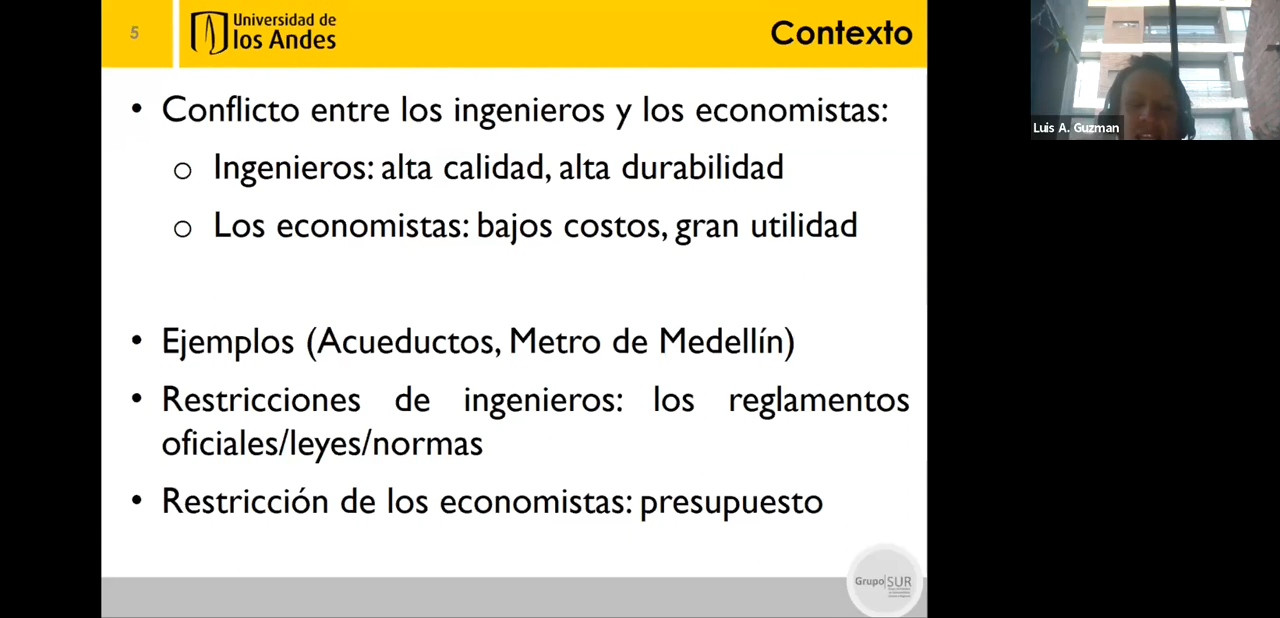 5
Universidad de
los Andes
Contexto
• Conflicto entre los ingenieros y los economistas:
o Ingenieros: alta calidad, alta durabilidad
o Los economistas: bajos costos, gran utilidad
• Ejemplos (Acueductos, Metro de Medellín)
• Restricciones de ingenieros: los reglamentos
oficiales/leyes/normas
• Restricción de los economistas: presupuesto
Grupo|SUR
Luis A. Guzman